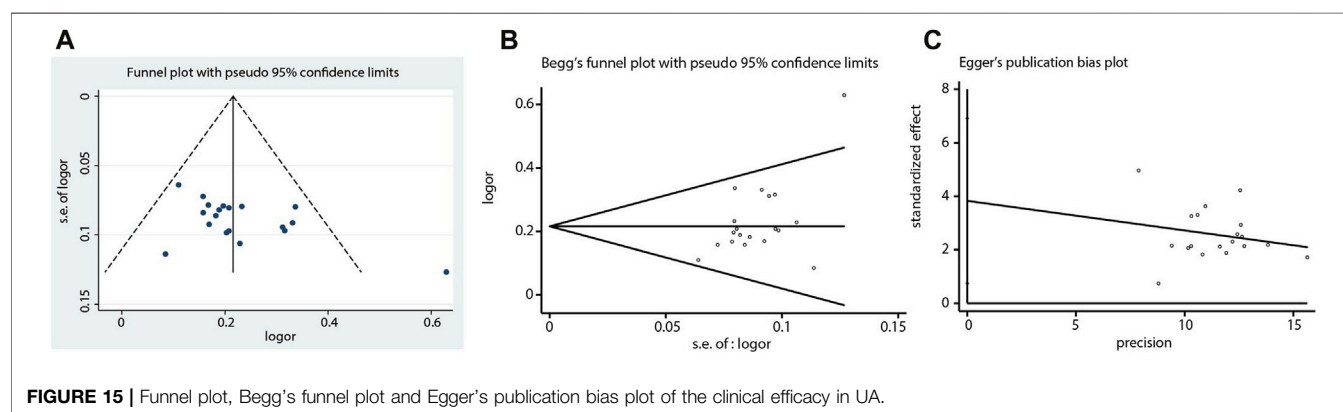 A
Funnel plot with pseudo 95% confidence limits
0
0.05
0.1
0.15
s.e. of logor
0
0.2
0.4
0.6
logor
B
Begg's funnel plot with pseudo 95% confidence limits
0.6
0.4
0.2
0
logor
0
0.05
0.1
0.15
s.e. of : logor
C
Egger's publication bias plot
8
6
4
2
0
standardized effect
0
5
10
15
precision
FIGURE 15 | Funnel plot, Begg's funnel plot and Egger's publication bias plot of the clinical efficacy in UA.